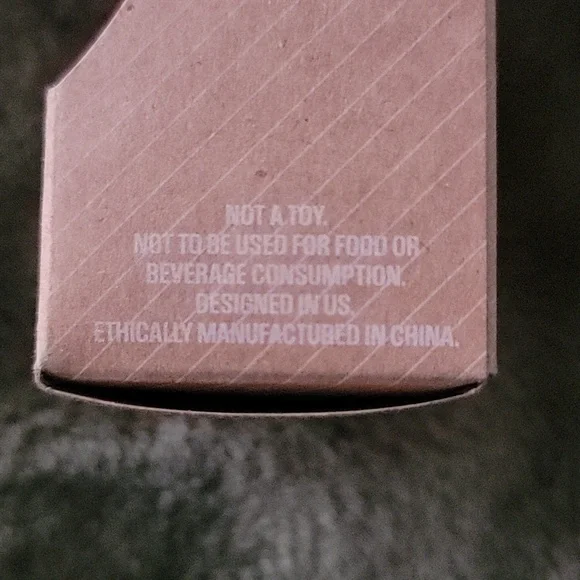 NOT A TOY.
NOT TO BE USED FOR FOOD OR
BEVERAGE CONSUMPTION.
DESIGNED IN US.
ETHICALLY MANUFACTURED IN CHINA.